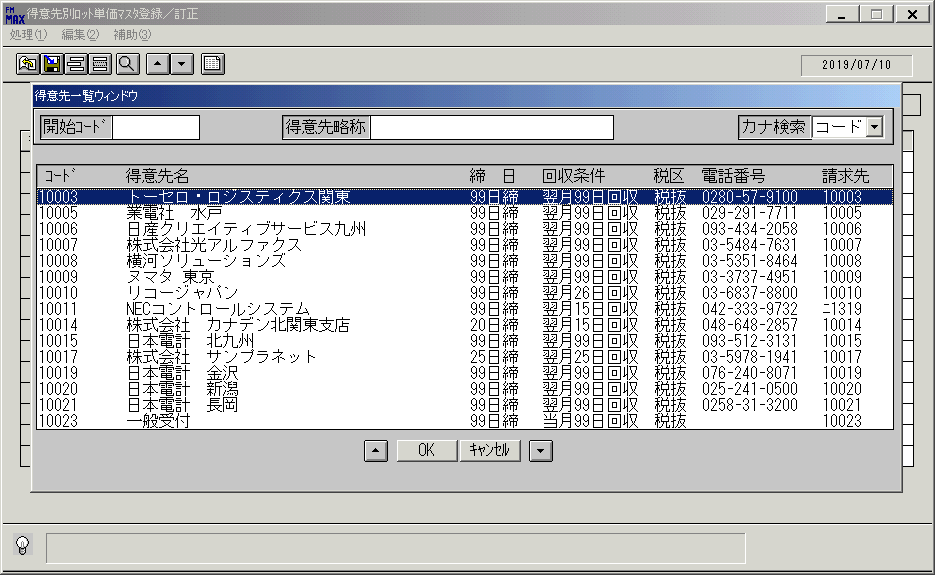 FM MAX 得意先別ﾛｯﾄ単価ﾏｽﾀ登録／訂正
処理(1) 編集(2) 補助(3)
2019/07/10
得意先一覧ウィンドウ
開始ｺｰﾄﾞ 得意先略称 カナ検索 コード
ｺｰﾄﾞ 得意先名 締 日 回収条件 税区 電話番号 請求先
10003 トーセロ・ロジスティクス関東 99日締 翌月99日回収 税抜 0280-57-9100 10003
10005 業電社 水戸 99日締 翌月99日回収 税抜 029-291-7711 10005
10006 日産クリエイティブサービス九州 99日締 翌月99日回収 税抜 093-434-2058 10006
10007 株式会社光アルファクス 99日締 翌月99日回収 税抜 03-5484-7631 10007
10008 横河ソリューションズ 99日締 翌月99日回収 税抜 03-5351-8464 10008
10009 ヌマタ 東京 99日締 翌月99日回収 税抜 03-3737-4951 10009
10010 リコージャパン 99日締 翌月26日回収 税抜 03-6837-8800 10010
10011 NECコントロールシステム 99日締 翌月15日回収 税抜 042-333-9732 ﾆ1319
10014 株式会社 カナデン北関東支店 20日締 翌月15日回収 税抜 048-648-2857 10014
10015 日本電計 北九州 99日締 翌月99日回収 税抜 093-512-3131 10015
10017 株式会社 サンプラネット 25日締 翌月25日回収 税抜 03-5978-1941 10017
10019 日本電計 金沢 99日締 翌月99日回収 税抜 076-240-8071 10019
10020 日本電計 新潟 99日締 翌月99日回収 税抜 025-241-0500 10020
10021 日本電計 長岡 99日締 翌月99日回収 税抜 0258-31-3200 10021
10023 一般受付 99日締 当月99日回収 税抜 10023
OK ｷｬﾝｾﾙ